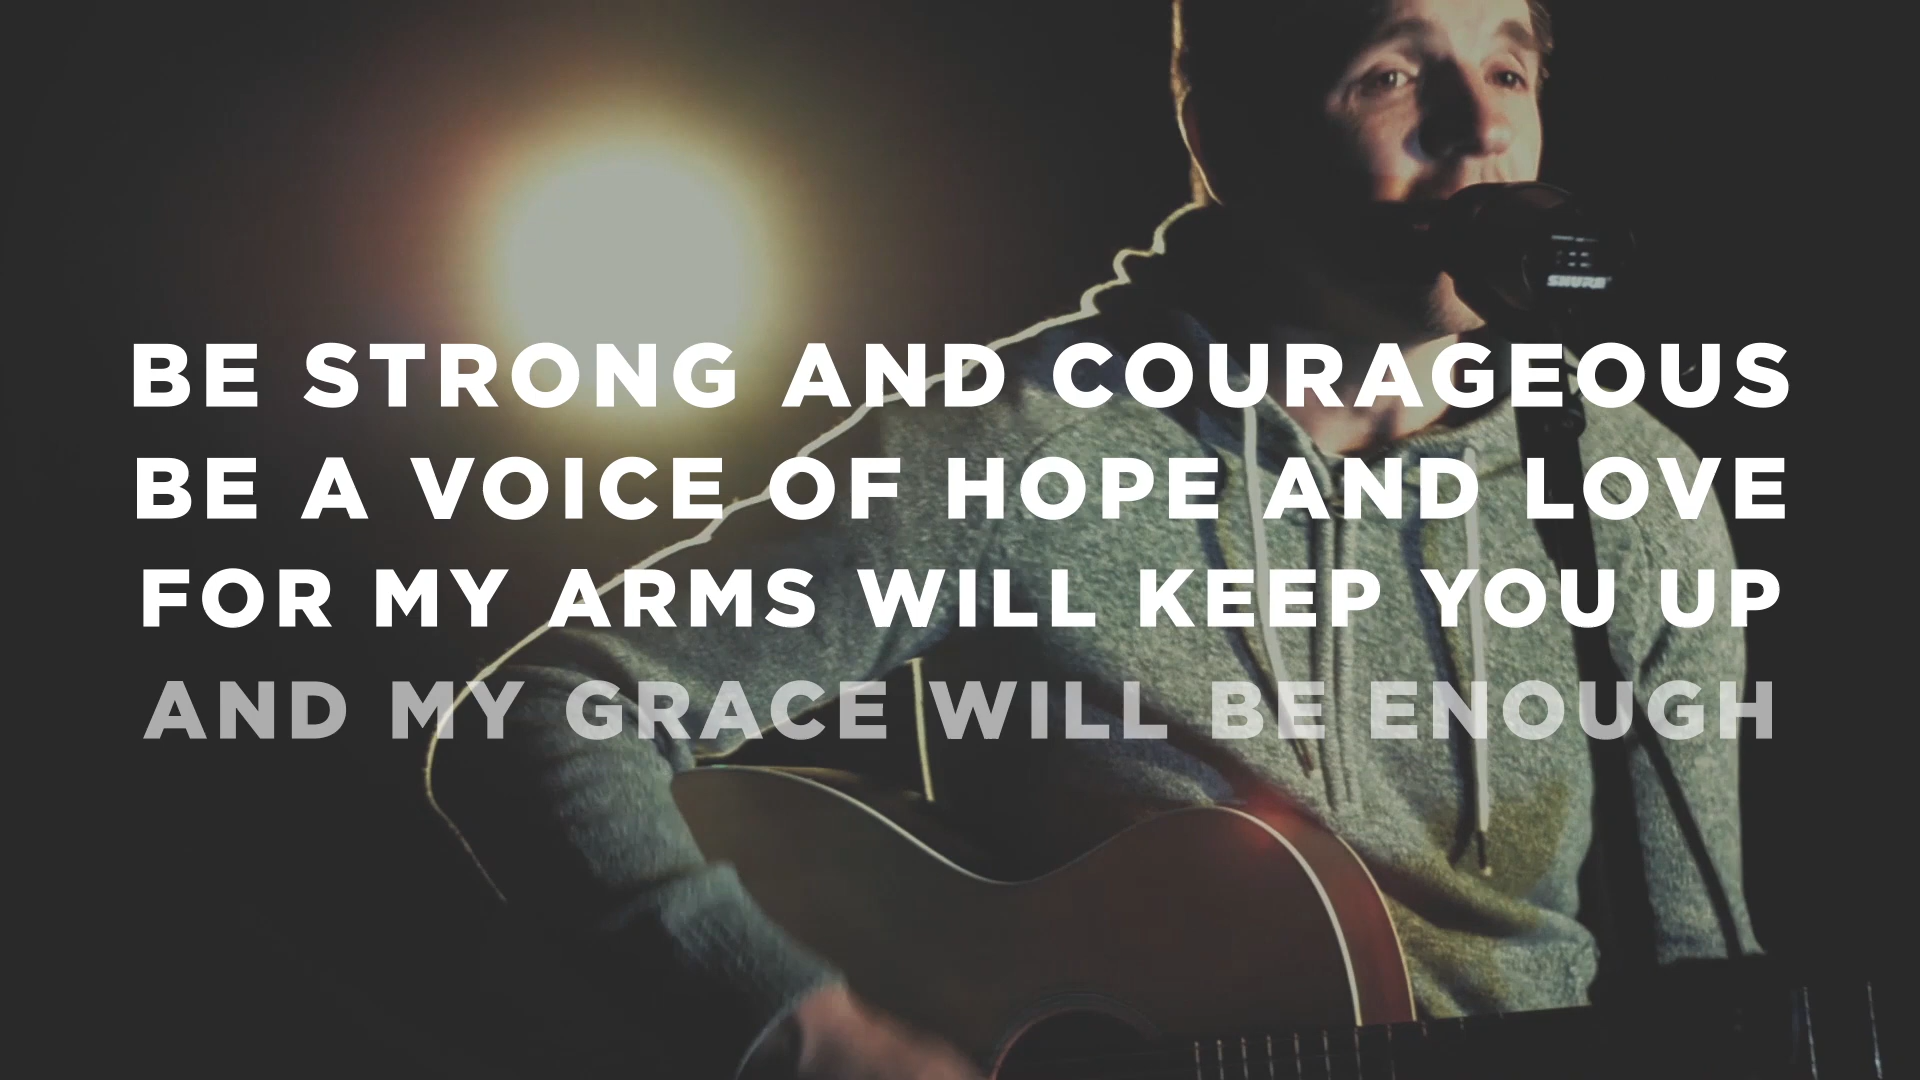 SHURE
BE STRONG AND COURAGEOUS
BE A VOICE OF HOPE AND LOVE
FOR MY ARMS WILL KEEP YOU UP
AND MY GRACE WILL BE ENOUGH